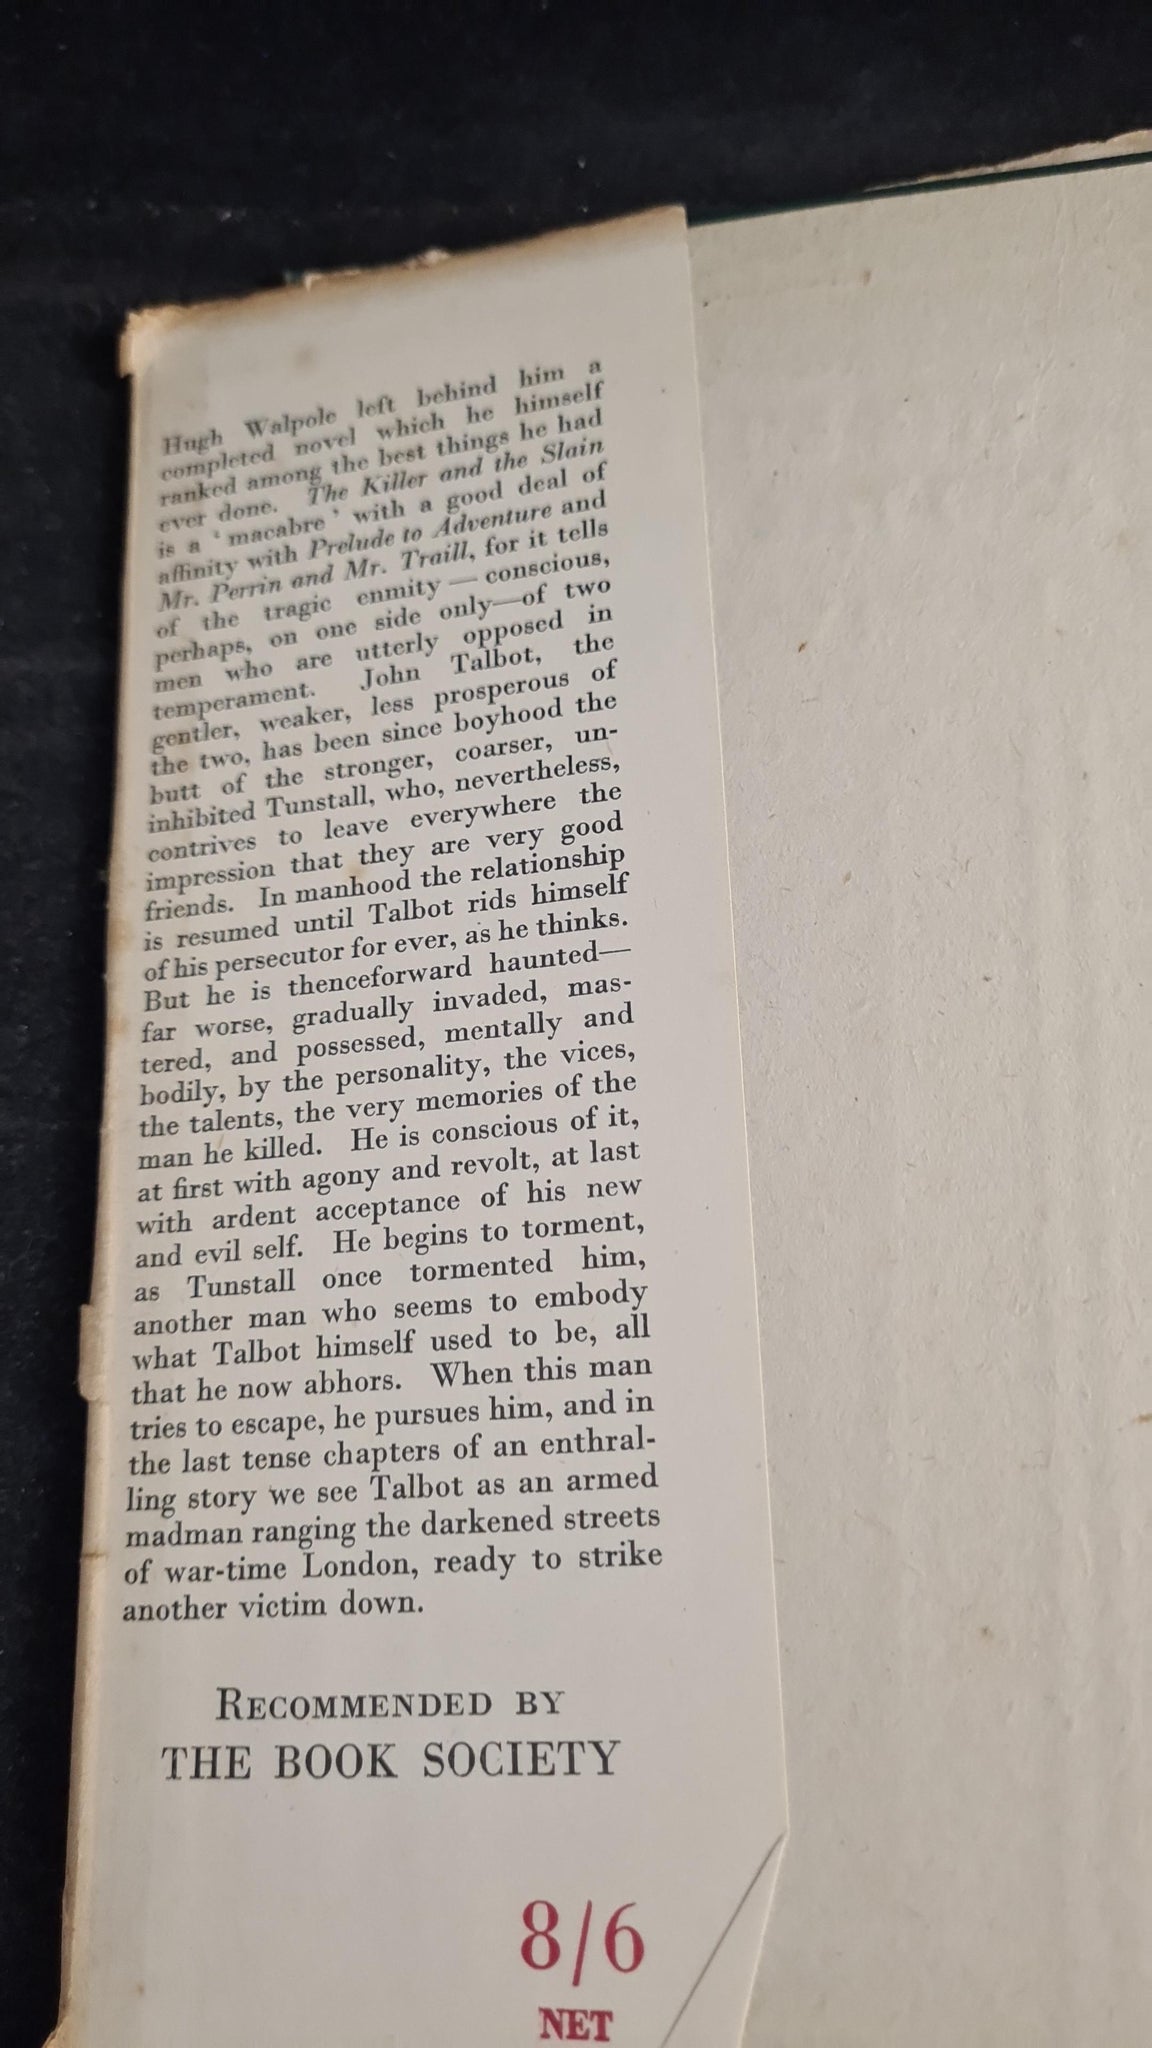 Hugh Walpole left behind him a
completed novel which he himself
ranked among the best things he had
ever done. The Killer and the Slain
is a ‘macabre’ with a good deal of
affinity with Prelude to Adventure and
Mr. Perrin and Mr. Traill, for it tells
of the tragic enmity — conscious,
perhaps, on one side only—of two
men who are utterly opposed in
temperament. John Talbot, the
gentler, weaker, less prosperous of
the two, has been since boyhood the
butt of the stronger, coarser, un-
inhibited Tunstall, who, nevertheless,
contrives to leave everywhere the
impression that they are very good
friends. In manhood the relationship
is resumed until Talbot rids himself
of his persecutor for ever, as he thinks.
But he is thenceforward haunted—
far worse, gradually invaded, mas-
tered, and possessed, mentally and
bodily, by the personality, the vices,
the talents, the very memories of the
man he killed. He is conscious of it,
at first with agony and revolt, at last
with ardent acceptance of his new
and evil self. He begins to torment,
as Tunstall once tormented him,
another man who seems to embody
what Talbot himself used to be, all
that he now abhors. When this man
tries to escape, he pursues him, and in
the last tense chapters of an enthral-
ling story we see Talbot as an armed
madman ranging the darkened streets
of war-time London, ready to strike
another victim down.
RECOMMENDED BY
THE BOOK SOCIETY
8/6
NET